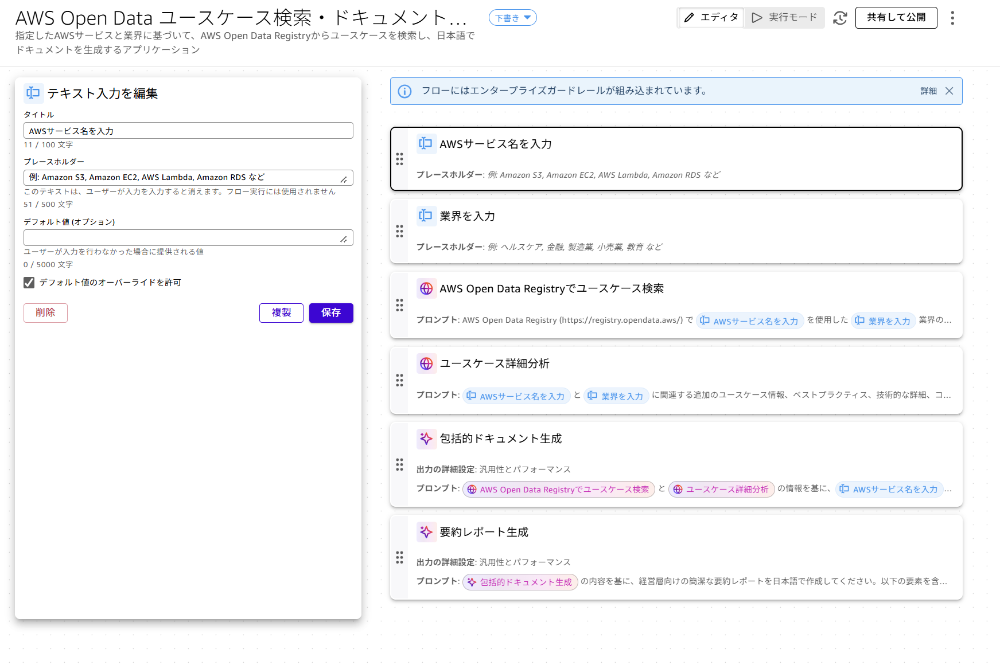 AWS Open Data ユースケース検索・ドキュメント...
下書き
エディタ
実行モード
共有して公開
指定したAWSサービスと業界に基づいて、AWS Open Data Registryからユースケースを検索し、日本語で
ドキュメントを生成するアプリケーション
テキスト入力を編集
タイトル
AWSサービス名を入力
11 / 100 文字
プレースホルダー
例: Amazon S3, Amazon EC2, AWS Lambda, Amazon RDS など
このテキストは、ユーザーが入力を入力すると消えます。フロー実行には使用されません
51 / 500 文字
デフォルト値 (オプション)
ユーザーが入力を行わなかった場合に提供される値
0 / 5000 文字
デフォルト値のオーバーライドを許可
削除
複製
保存
フローにはエンタープライズガードレールが組み込まれています。
詳細
AWSサービス名を入力
プレースホルダー: 例: Amazon S3, Amazon EC2, AWS Lambda, Amazon RDS など
業界を入力
プレースホルダー: 例: ヘルスケア, 金融, 製造業, 小売業, 教育 など
AWS Open Data Registryでユースケース検索
プロンプト: AWS Open Data Registry (https://registry.opendata.aws/) で AWSサービス名を入力 を使用した 業界を入力 業界の...
ユースケース詳細分析
プロンプト: AWSサービス名を入力 と 業界を入力 に関連する追加のユースケース情報、ベストプラクティス、技術的な詳細、コ...
包括的ドキュメント生成
出力の詳細設定: 汎用性とパフォーマンス
プロンプト: AWS Open Data Registryでユースケース検索 と ユースケース詳細分析 の情報を基に、 AWSサービス名を入力 ...
要約レポート生成
出力の詳細設定: 汎用性とパフォーマンス
プロンプト: 包括的ドキュメント生成 の内容を基に、経営層向けの簡潔な要約レポートを日本語で作成してください。以下の要素を含...